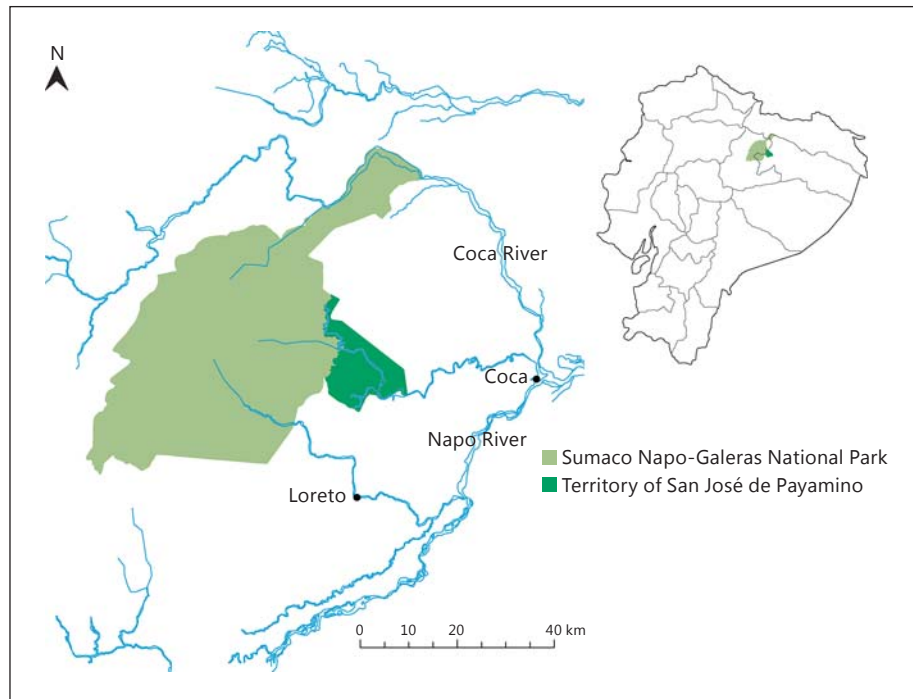 N
Coca River
Coca
Napo River
Sumaco Napo-Galeras National Park
Territory of San José de Payamino
Loreto
0 10 20 40 km